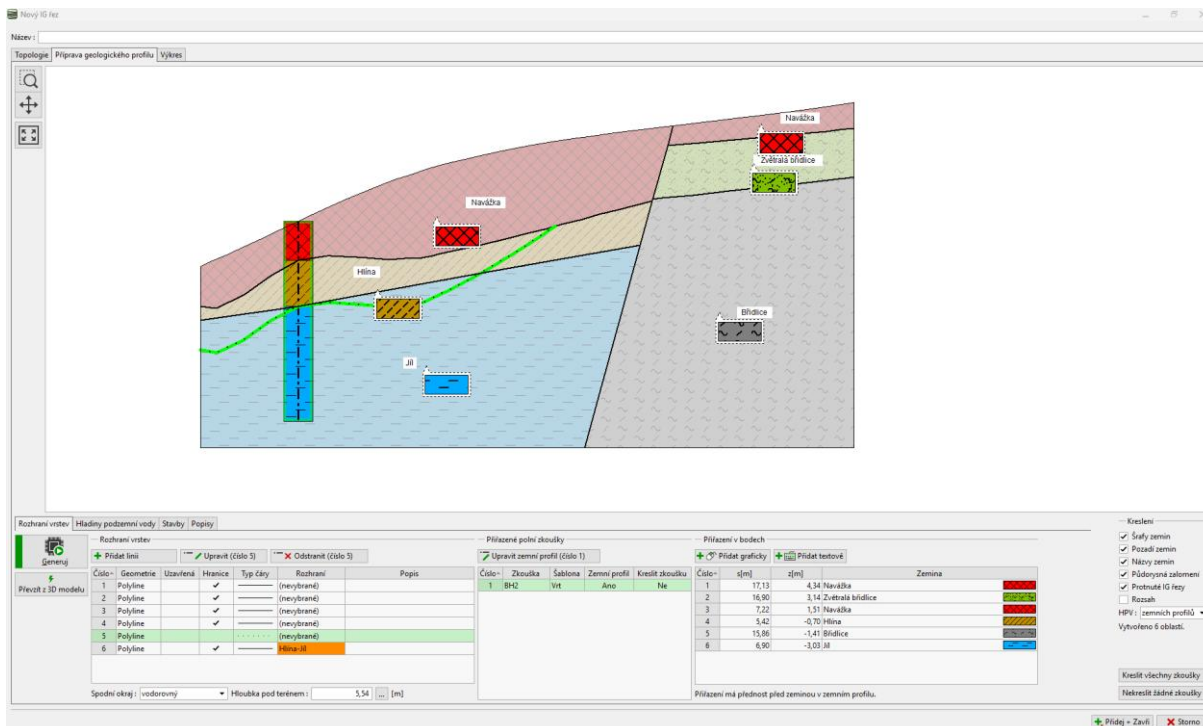 Nový IG řez
Název :
Topologie Příprava geologického profilu Výkres
Navážka
Zvětralá břidlice
Navážka
Hlína
Břidlice
Jíl
Rozhraní vrstev Hladiny podzemní vody Stavby Popisy
Generuj
Převzít z 3D modelu
Rozhraní vrstev
Přidat linii Upravit (číslo 5) Odstranit (číslo 5)
Číslo Geometrie Uzavřená Hranice Typ čáry Rozhraní Popis
1 Polyline (nevybrané)
2 Polyline (nevybrané)
3 Polyline (nevybrané)
4 Polyline (nevybrané)
5 Polyline (nevybrané)
6 Polyline Hlína-Jíl
Spodní okraj : vodorovný Hloubka pod terénem : 5,54 ... [m]
Přiřazené polní zkoušky
Upravit zemní profil (číslo 1)
Číslo Zkouška Šablona Zemní profil Kreslit zkoušku
1 BH2 Vrt Ano Ne
Přiřazení v bodech
Přidat graficky Přidat textově
Číslo s[m] z[m] Zemina
1 17,13 4,34 Navážka
2 16,90 3,14 Zvětralá břidlice
3 7,22 1,51 Navážka
4 5,42 -0,70 Hlína
5 15,86 -1,41 Břidlice
6 6,90 -3,03 Jíl
Přiřazení má přednost před zeminou v zemním profilu.
Kreslení
Šrafy zemin
Pozadí zemin
Názvy zemin
Půdorysná zalomení
Protnuté IG řezy
Rozsah
HPV : zemních profilů
Vytvořeno 6 oblastí.
Kreslit všechny zkoušky
Nekreslit žádné zkoušky
Přidej + Zavři Storno